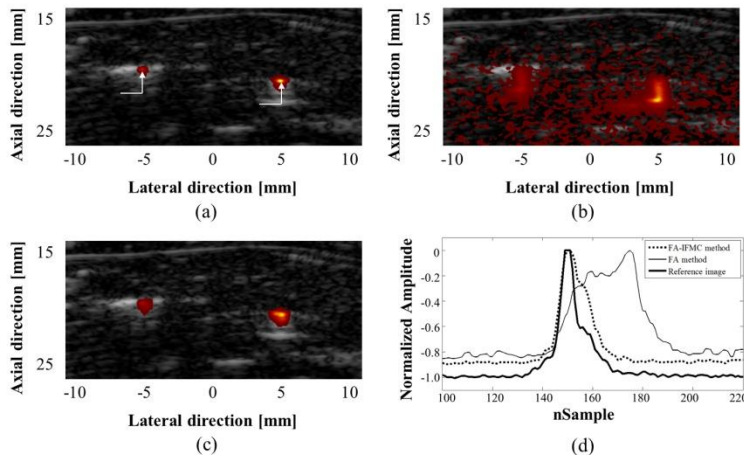 15
Axial direction [mm]
25
-10 -5 0 5 10
Lateral direction [mm]
(a)
15
Axial direction [mm]
25
-10 -5 0 5 10
Lateral direction [mm]
(b)
15
Axial direction [mm]
25
-10 -5 0 5 10
Lateral direction [mm]
(c)
FA-IFMC method
FA method
Reference image
Normalized Amplitude
0
-0.2
-0.4
-0.6
-0.8
-1.0
100 140 160 180 200 220
nSample
(d)